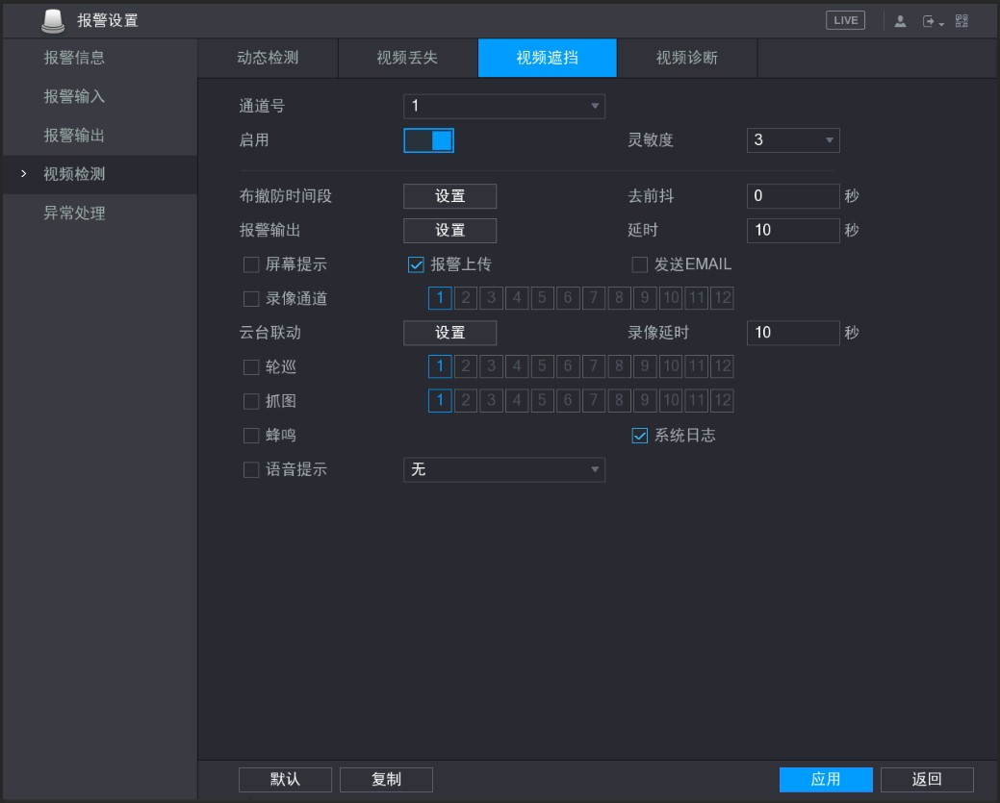 报警设置 LIVE
报警信息
报警输入
报警输出
视频检测
异常处理
动态检测 视频丢失 视频遮挡 视频诊断
通道号 1
启用 灵敏度 3
布撤防时间段 设置 去前抖 0 秒
报警输出 设置 延时 10 秒
屏幕提示 报警上传 发送EMAIL
录像通道 1 2 3 4 5 6 7 8 9 10 11 12
云台联动 设置 录像延时 10 秒
轮巡 1 2 3 4 5 6 7 8 9 10 11 12
抓图 1 2 3 4 5 6 7 8 9 10 11 12
蜂鸣 系统日志
语音提示 无
默认 复制 应用 返回